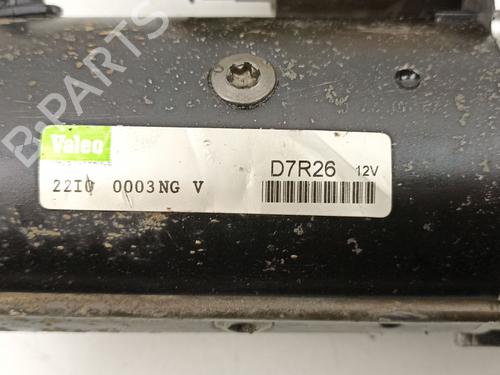 B-PARTS
Valeo
22I0 0003NG V
D7R26 12V